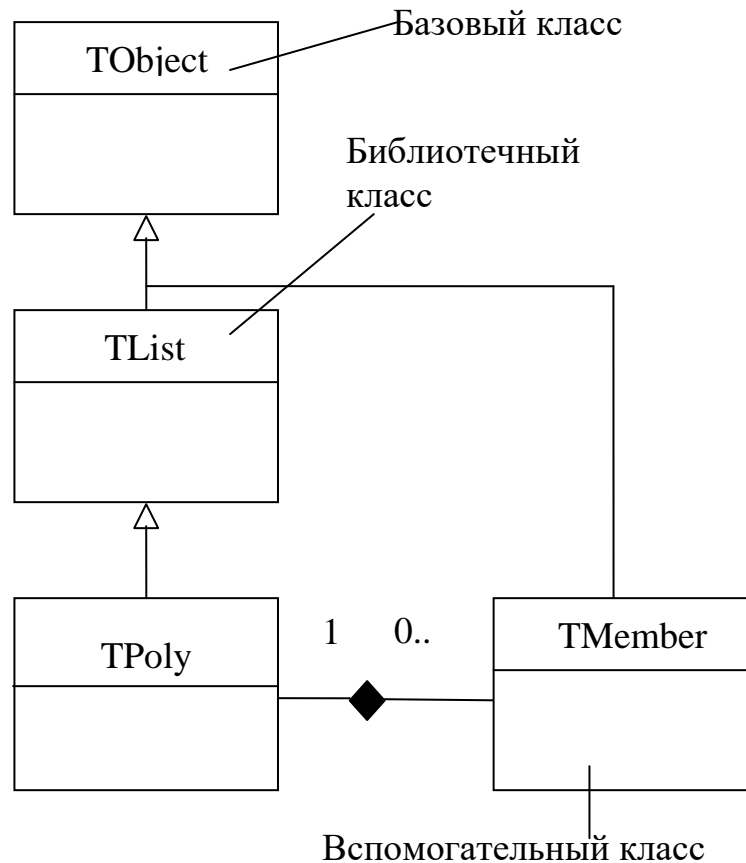 Базовый класс
TObject
Библиотечный
класс
TList
1 0..
TPoly
TMember
Вспомогательный класс